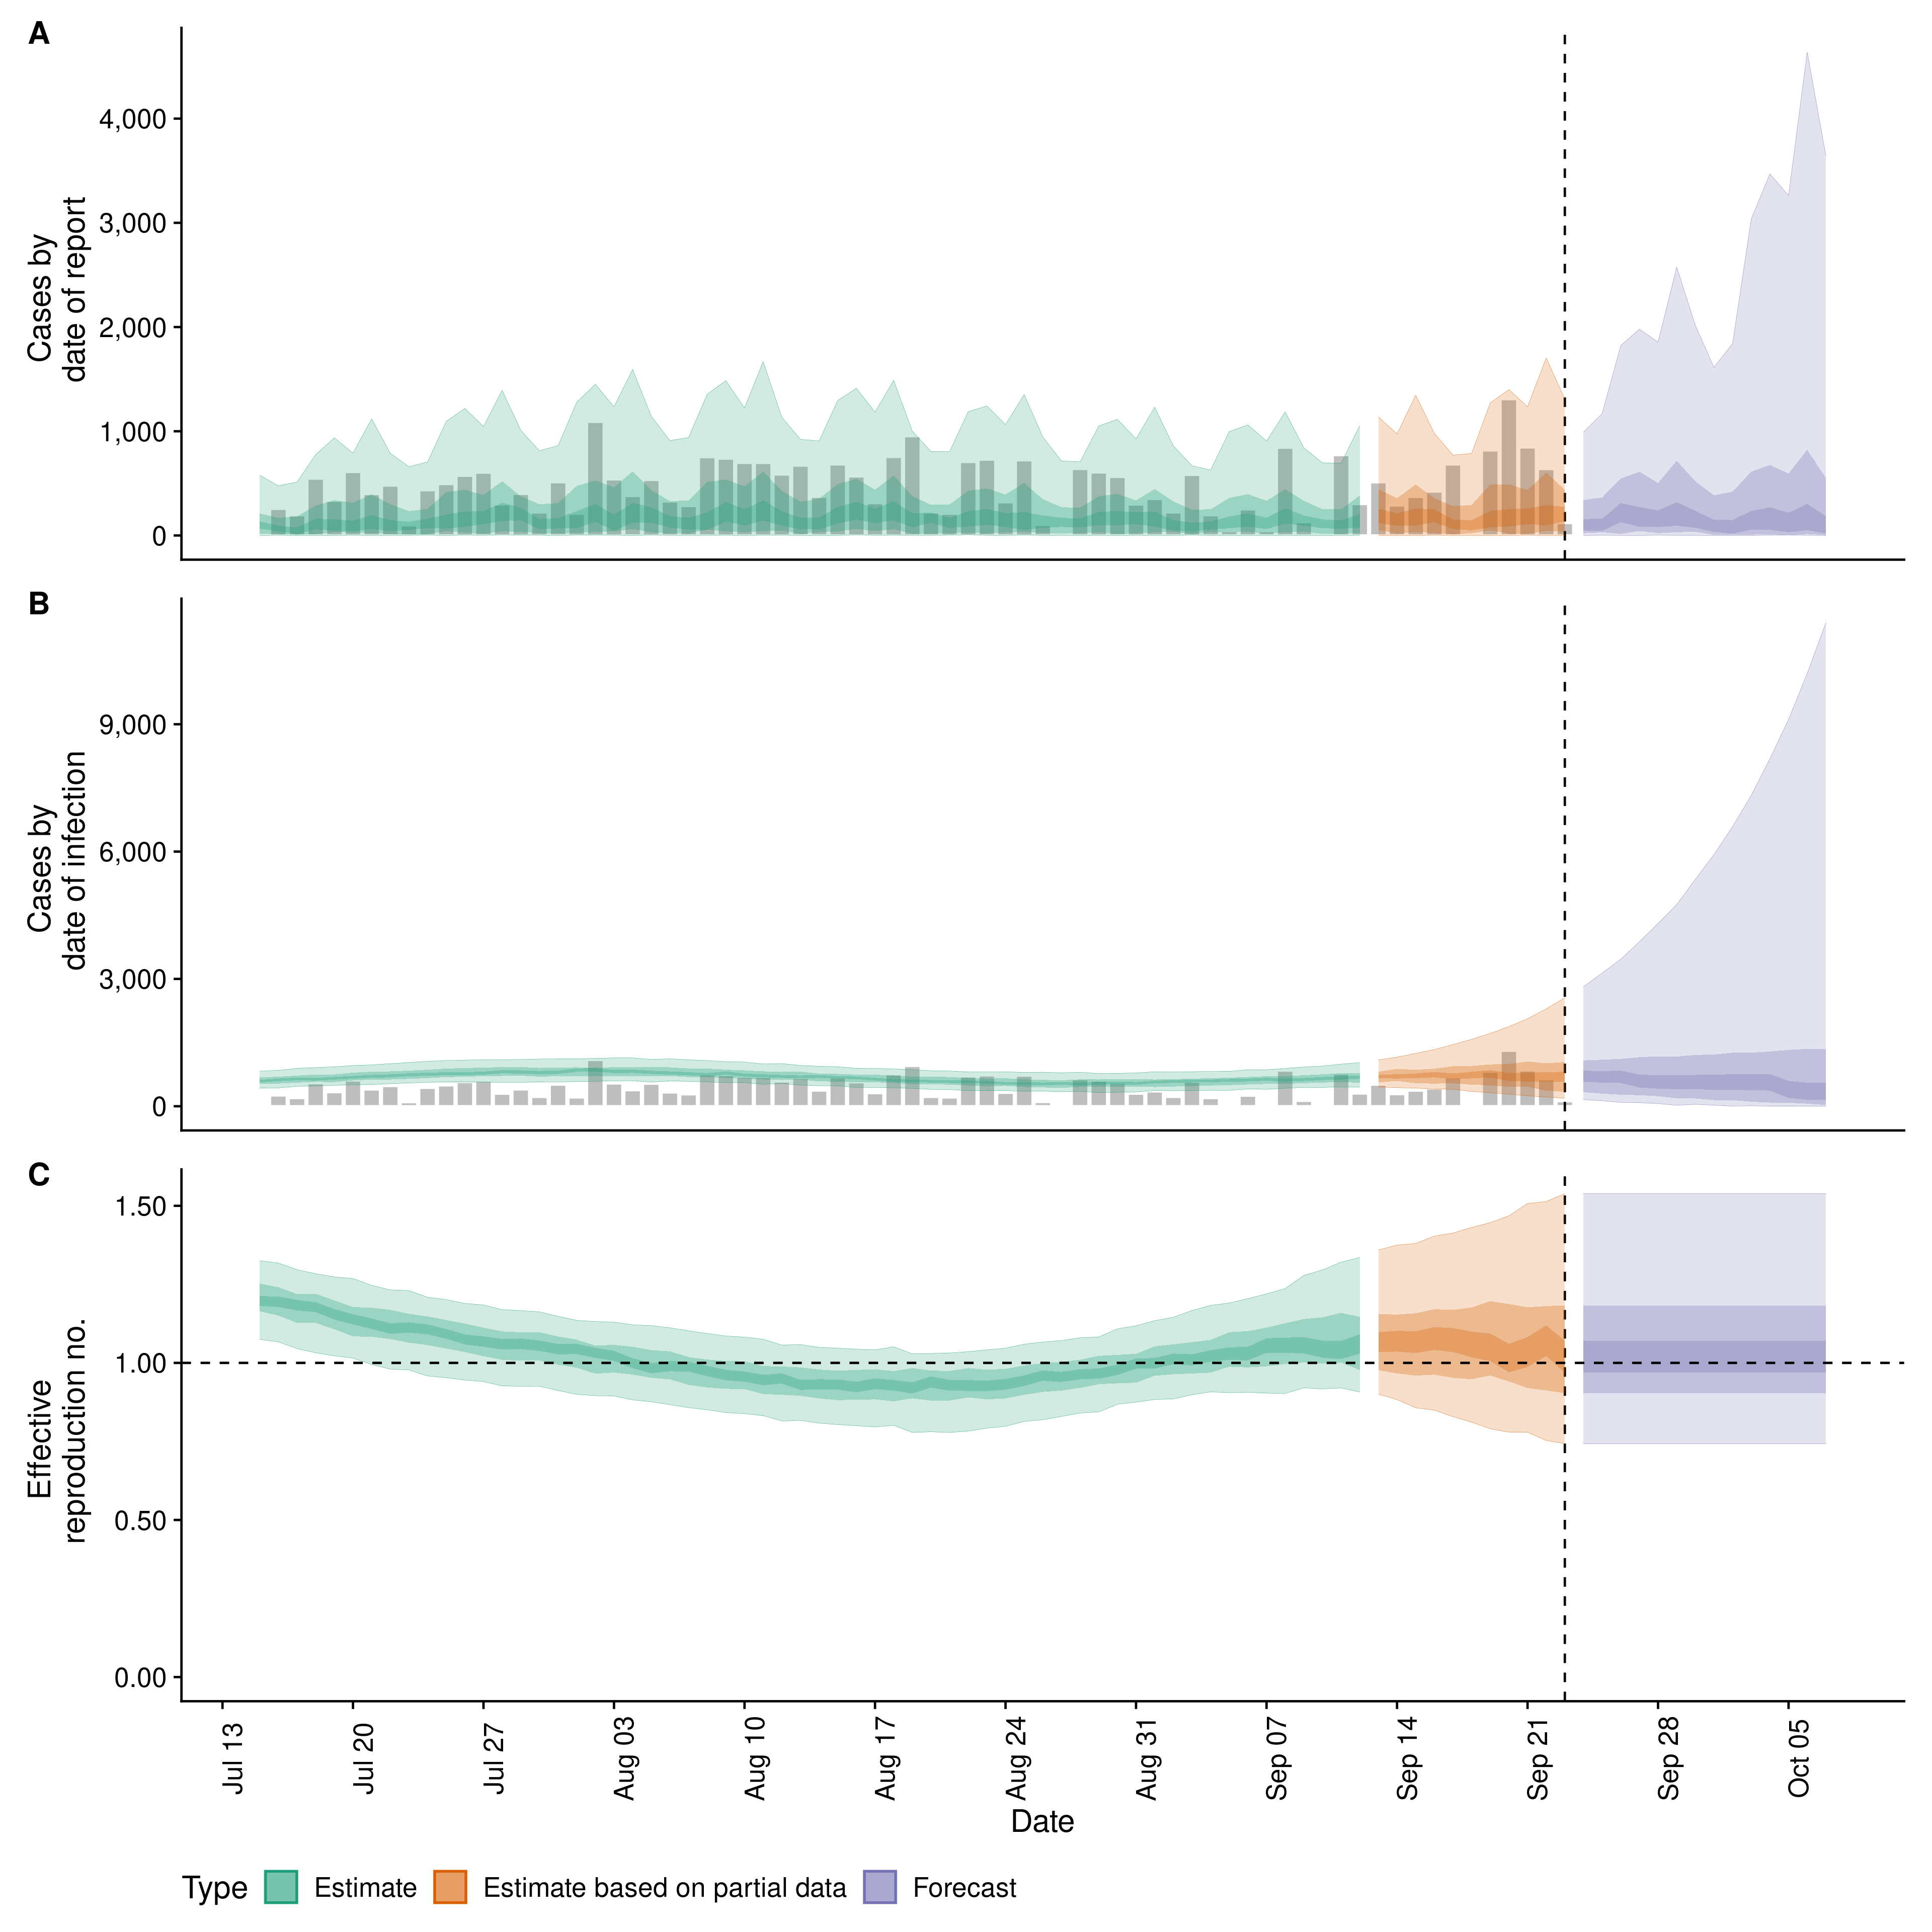 A
Cases by
date of report
4,000
3,000
2,000
1,000
0
B
Cases by
date of infection
9,000
6,000
3,000
0
C
Effective
reproduction no.
1.50
1.00
0.50
0.00
Jul 13
Jul 20
Jul 27
Aug 03
Aug 10
Aug 17
Aug 24
Aug 31
Sep 07
Sep 14
Sep 21
Sep 28
Oct 05
Date
Type Estimate Estimate based on partial data Forecast